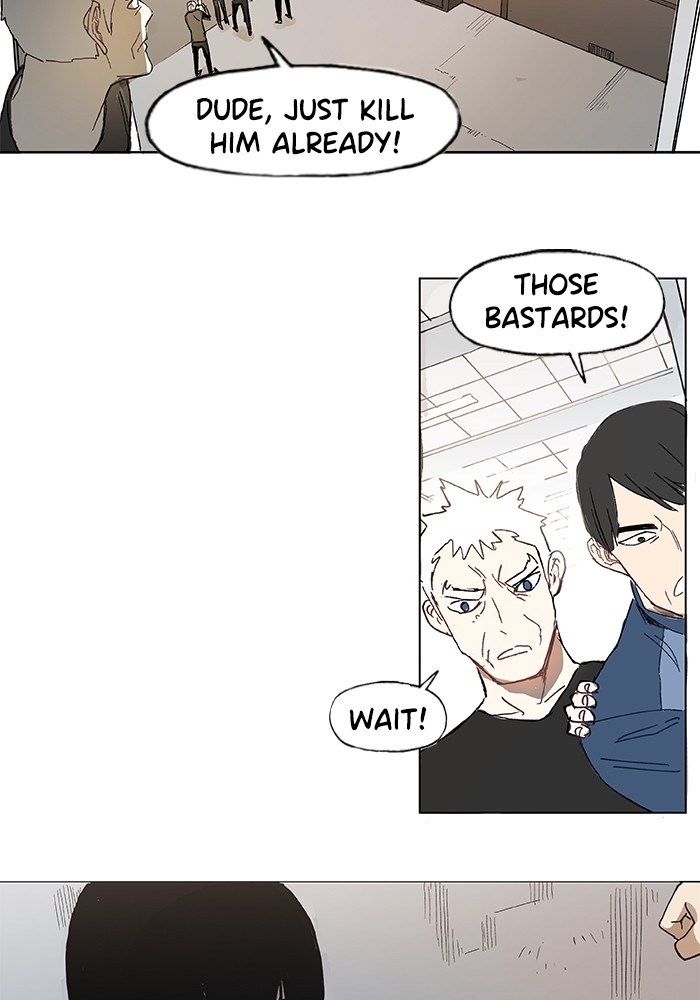 DUDE, JUST KILL
HIM ALREADY!
THOSE
BASTARDS!
WAIT!